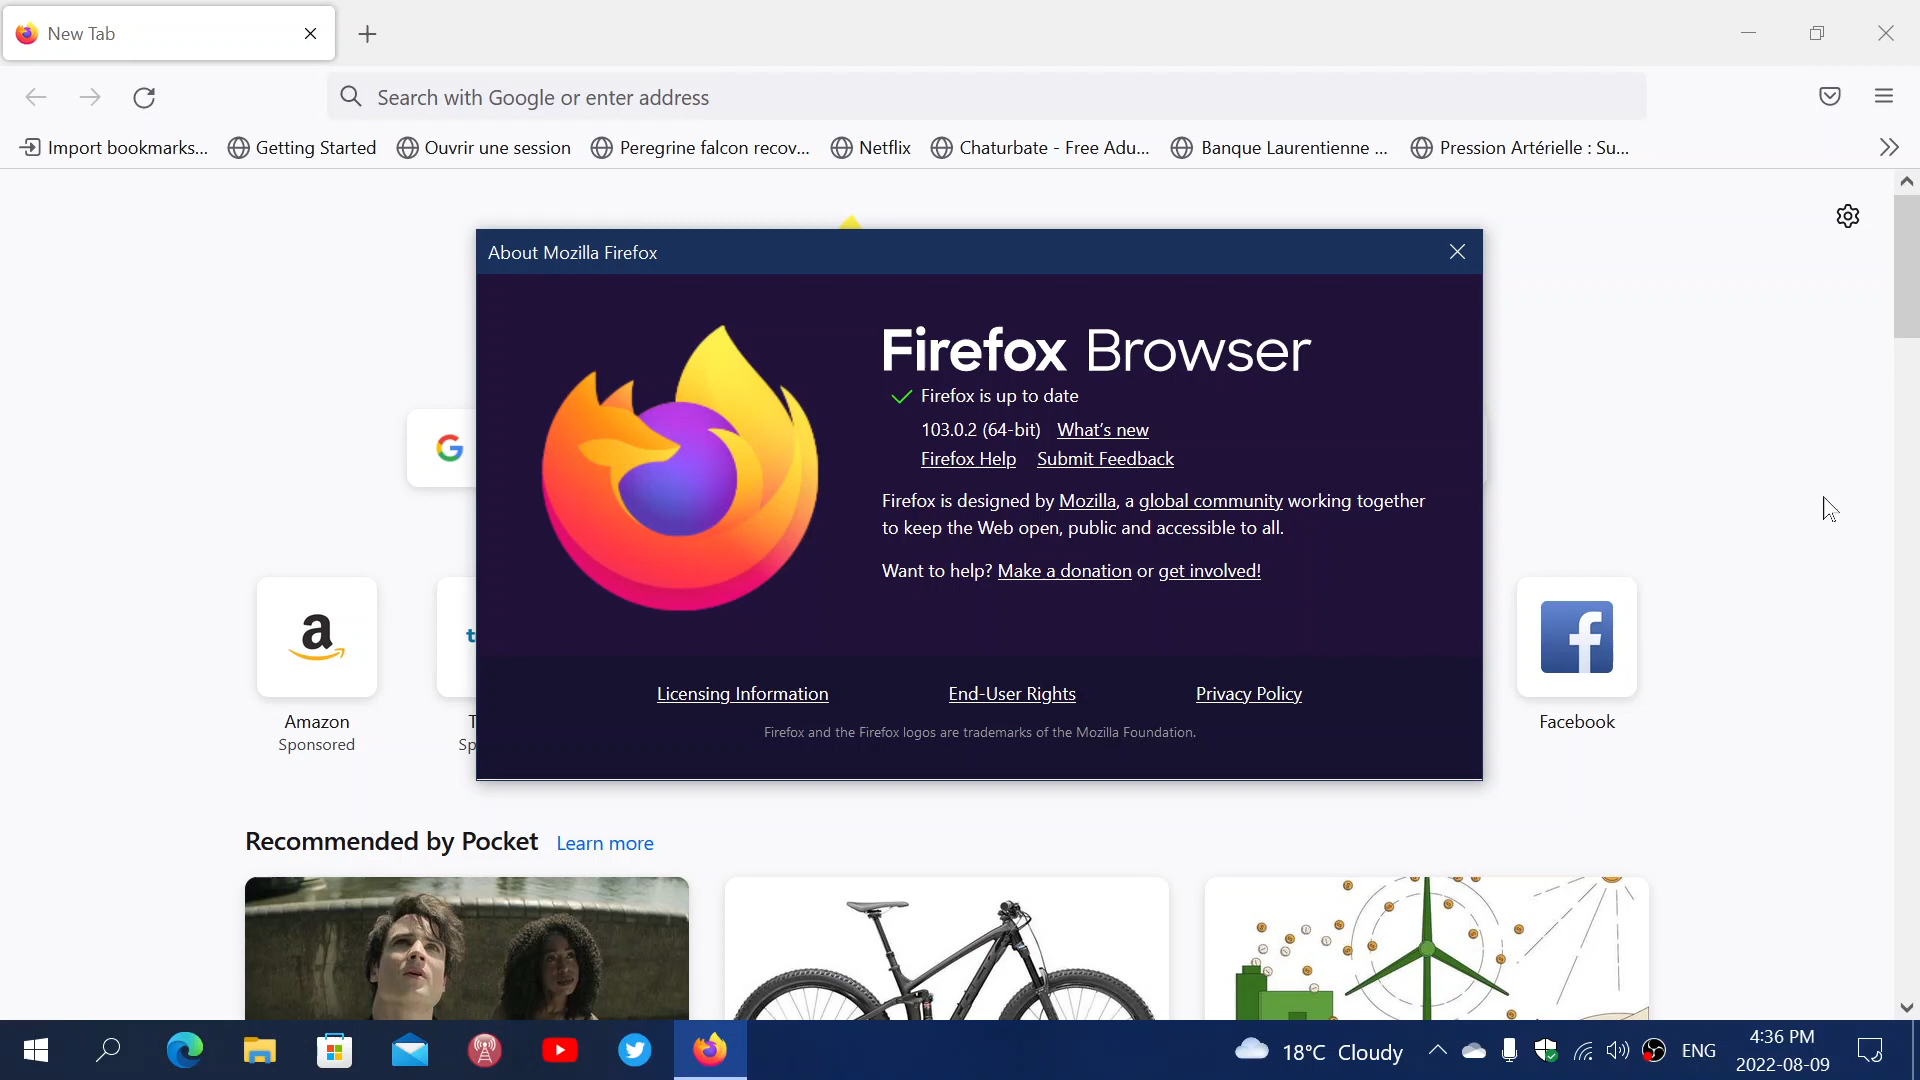 New Tab
Search with Google or enter address
Import bookmarks...
Getting Started
Ouvrir une session
Peregrine falcon recov...
Netflix
Chaturbate - Free Adu...
Banque Laurentienne ...
Pression Artérielle : Su...
About Mozilla Firefox
Firefox Browser
Firefox is up to date
103.0.2 (64-bit) What's new
Firefox Help Submit Feedback
Firefox is designed by Mozilla, a global community working together
to keep the Web open, public and accessible to all.
Want to help? Make a donation or get involved!
Licensing Information
End-User Rights
Privacy Policy
Firefox and the Firefox logos are trademarks of the Mozilla Foundation.
Amazon
Sponsored
T
Sp
Facebook
Recommended by Pocket Learn more
18°C Cloudy
ENG
4:36 PM
2022-08-09